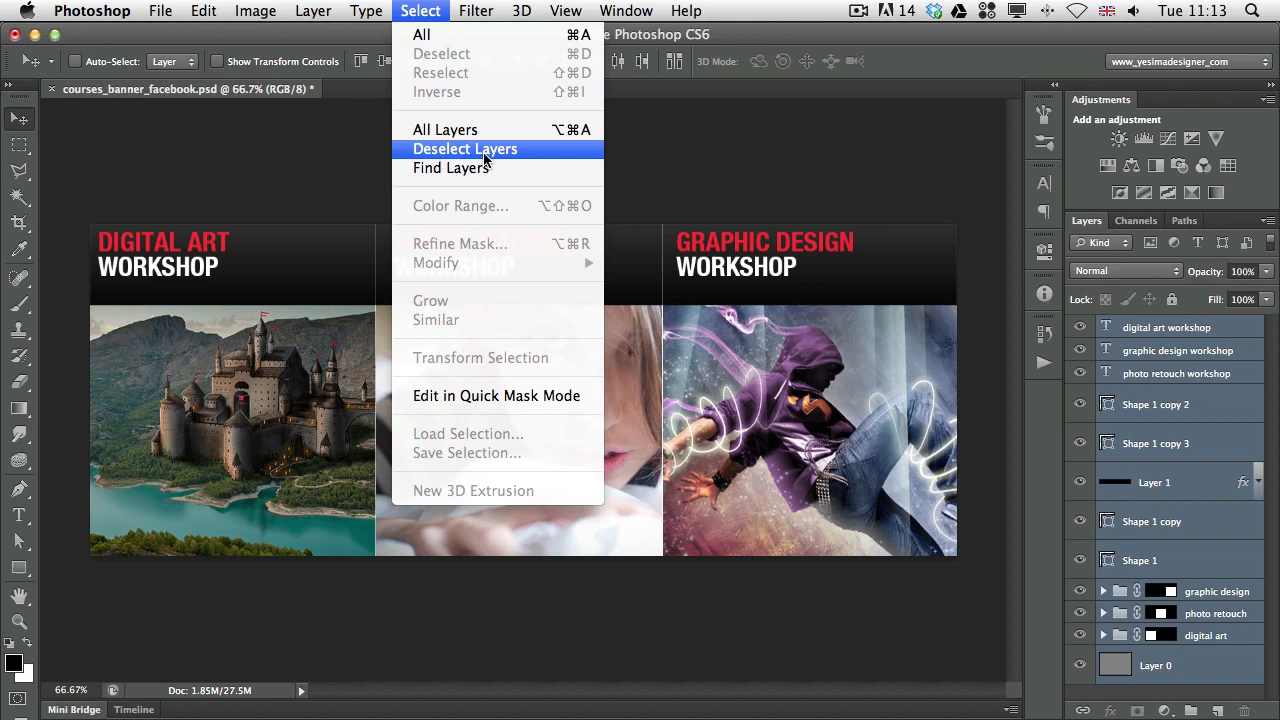 Photoshop File Edit Image Layer Type Select Filter 3D View Window Help 14 Tue 11:13
e Photoshop CS6
Auto-Select: Layer Show Transform Controls 3D Mode: www_yesimadesigner_com
× courses_banner_facebook.psd @ 66.7% (RGB/8) *
All ⌘A
Deselect ⌘D
Reselect ⇧⌘D
Inverse ⇧⌘I
All Layers ⌥⌘A
Deselect Layers
Find Layers
Color Range... ⌥⇧⌘O
Refine Mask... ⌥⌘R
Modify
Grow
Similar
Transform Selection
Edit in Quick Mask Mode
Load Selection...
Save Selection...
New 3D Extrusion
DIGITAL ART
WORKSHOP
WORKSHOP
GRAPHIC DESIGN
WORKSHOP
Adjustments
Add an adjustment
Layers Channels Paths
Kind
Normal Opacity: 100%
Lock: Fill: 100%
digital art workshop
graphic design workshop
photo retouch workshop
Shape 1 copy 2
Shape 1 copy 3
Layer 1 fx
Shape 1 copy
Shape 1
graphic design
photo retouch
digital art
Layer 0
66.67% Doc: 1.85M/27.5M
Mini Bridge Timeline